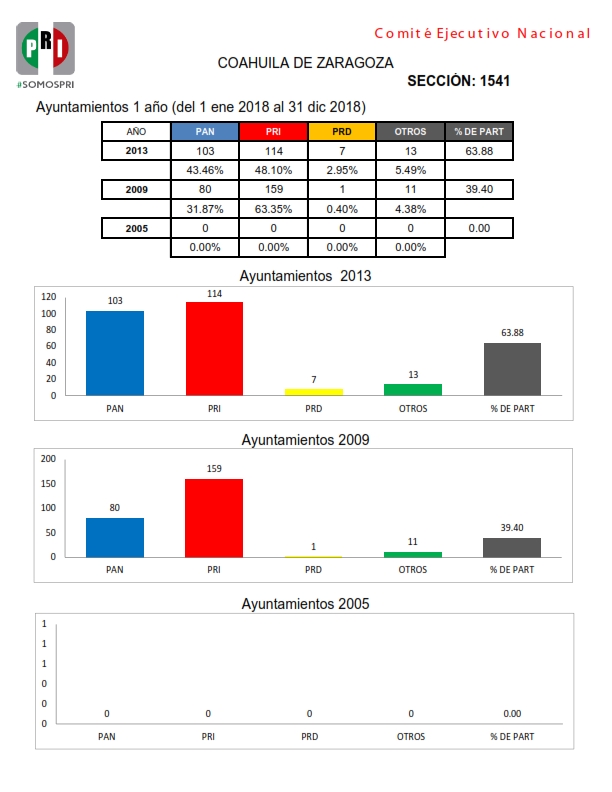 Comité Ejecutivo Nacional
PRI
#SOMOSPRI
COAHUILA DE ZARAGOZA
SECCIÓN: 1541
Ayuntamientos 1 año (del 1 ene 2018 al 31 dic 2018)
AÑO PAN PRI PRD OTROS % DE PART
2013 103 114 7 13 63.88
43.46% 48.10% 2.95% 5.49%
2009 80 159 1 11 39.40
31.87% 63.35% 0.40% 4.38%
2005 0 0 0 0 0.00
0.00% 0.00% 0.00% 0.00%
Ayuntamientos 2013
120
100
80
60
40
20
0
103 114 7 13 63.88
PAN PRI PRD OTROS % DE PART
Ayuntamientos 2009
200
150
100
50
0
80 159 1 11 39.40
PAN PRI PRD OTROS % DE PART
Ayuntamientos 2005
1
1
1
0
0
0
0 0 0 0 0.00
PAN PRI PRD OTROS % DE PART